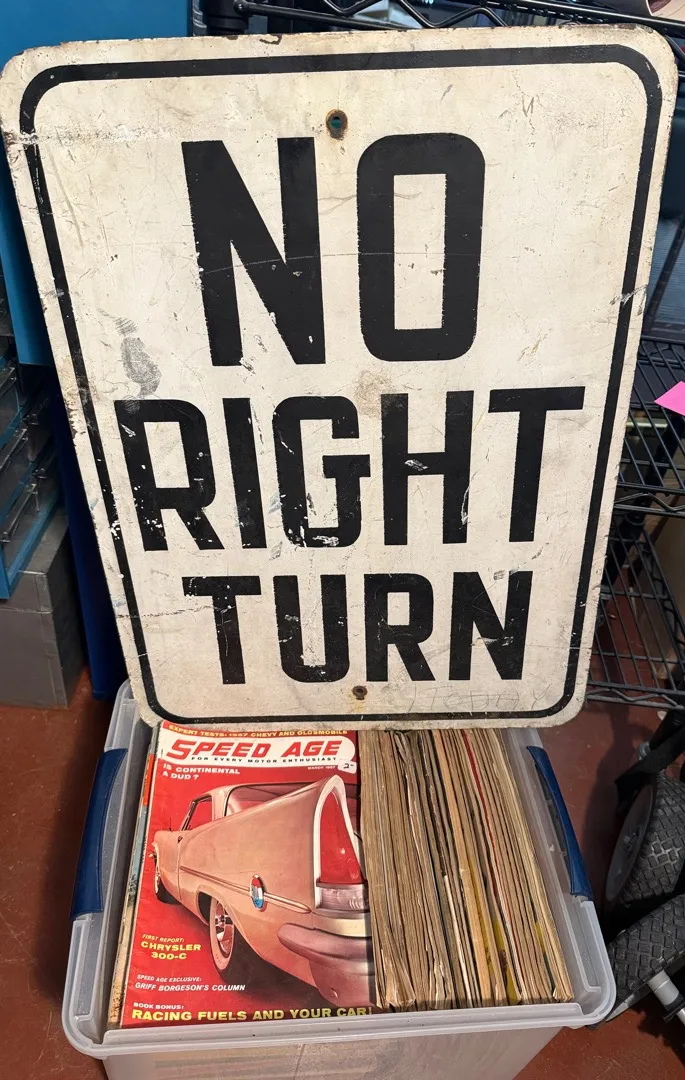 NO
RIGHT
TURN
EXPERT TESTS: 1957 CHEVY AND OLDSMOBILE
SPEED AGE
FOR EVERY MOTOR ENTHUSIAST
MARCH 1957
IS CONTINENTAL
A DUD?
FIRST REPORT:
CHRYSLER
300-C
SPEED AGE EXCLUSIVE:
GRIFF BORGESON'S COLUMN
BOOK BONUS:
RACING FUELS AND YOUR CAR!